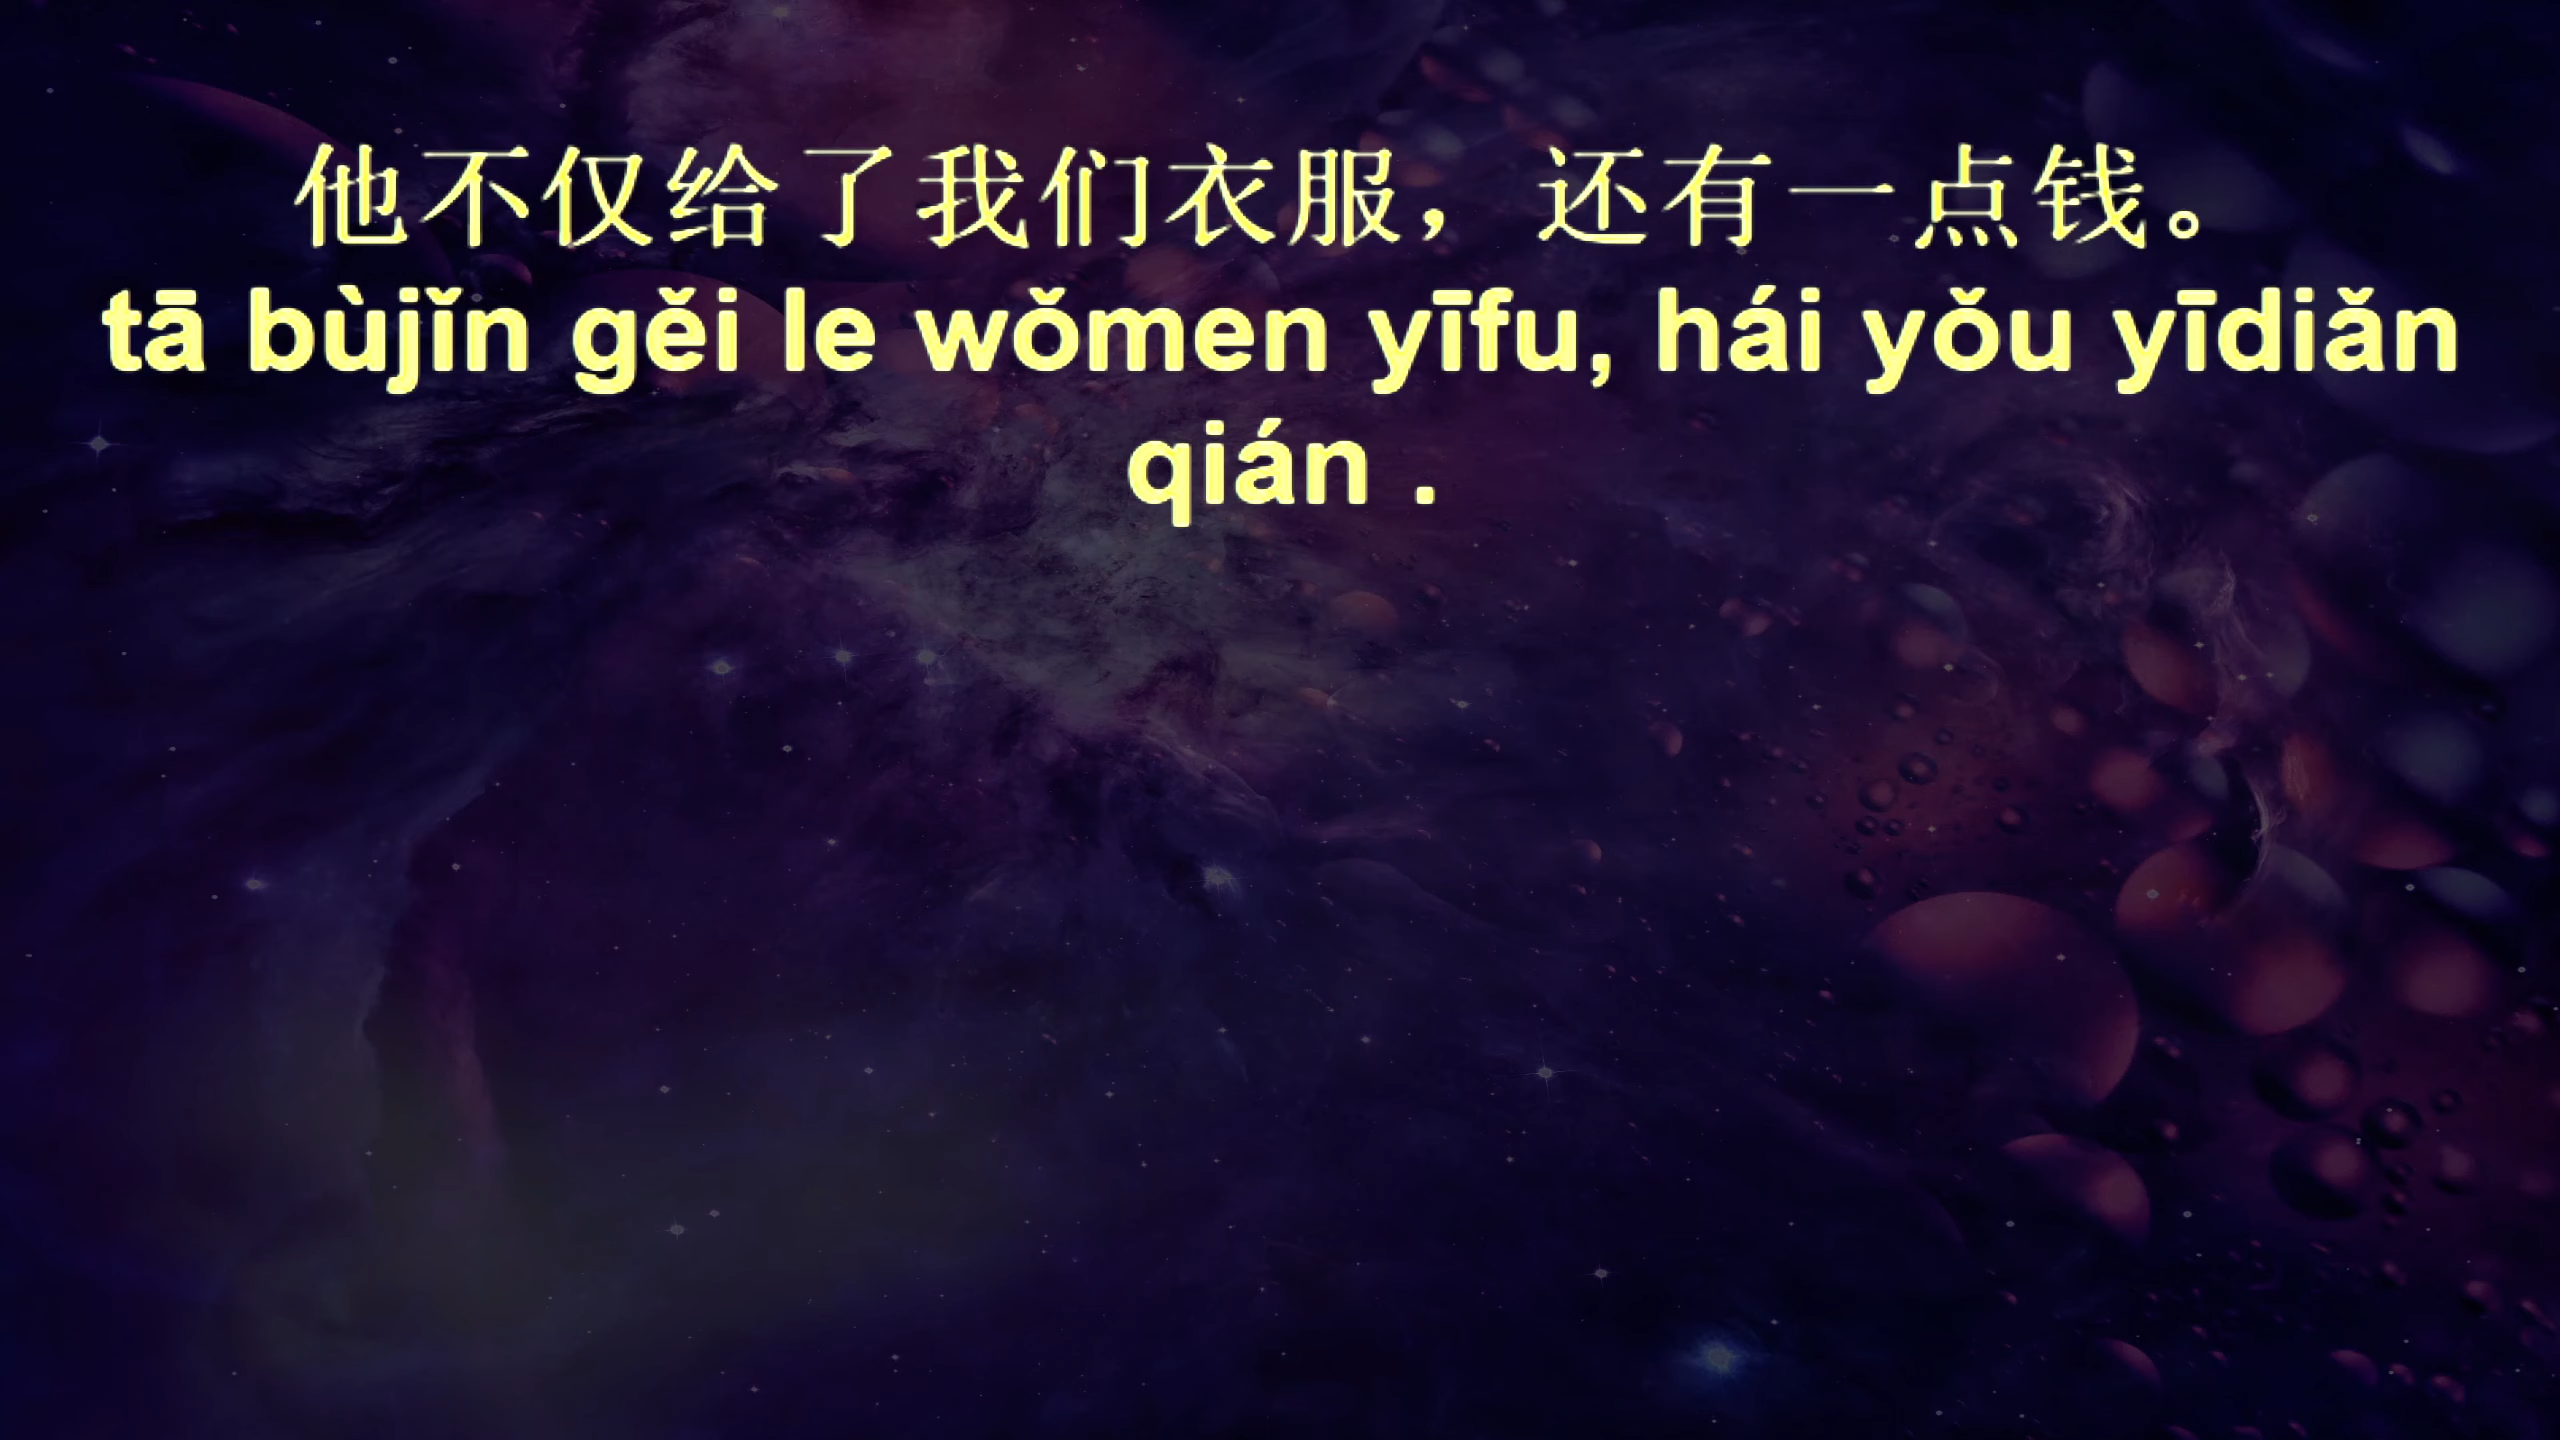 他不仅给了我们衣服，还有一点钱。
tā bùjǐn gěi le wǒmen yīfu, hái yǒu yīdiǎn
qián .